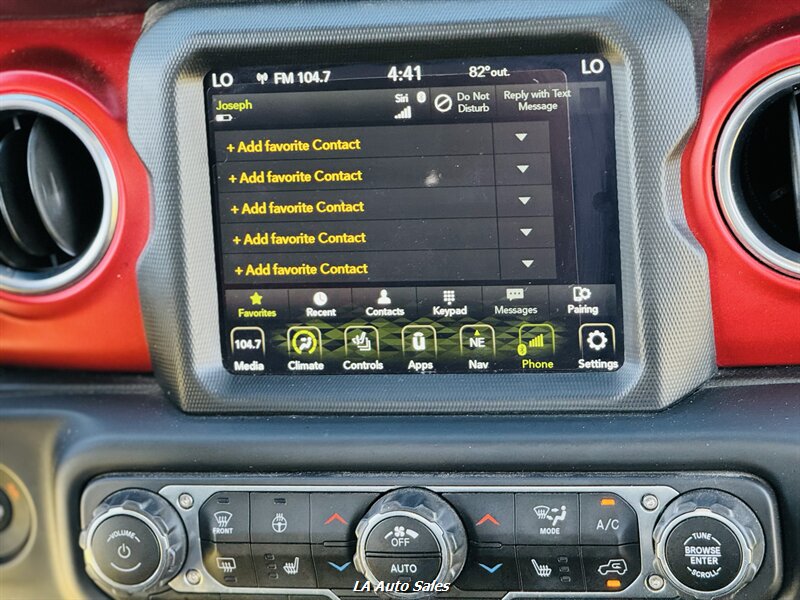 LO FM 104.7 4:41 82°out. LO
Joseph
Siri
Do Not
Disturb
Reply with Text
Message
+ Add favorite Contact
+ Add favorite Contact
+ Add favorite Contact
+ Add favorite Contact
+ Add favorite Contact
Favorites Recent Contacts Keypad Messages Pairing
104.7 NE
Media Climate Controls Apps Nav Phone Settings
VOLUME
FRONT
OFF
AUTO
MODE
A/C
TUNE
BROWSE
ENTER
SCROLL
LA Auto Sales